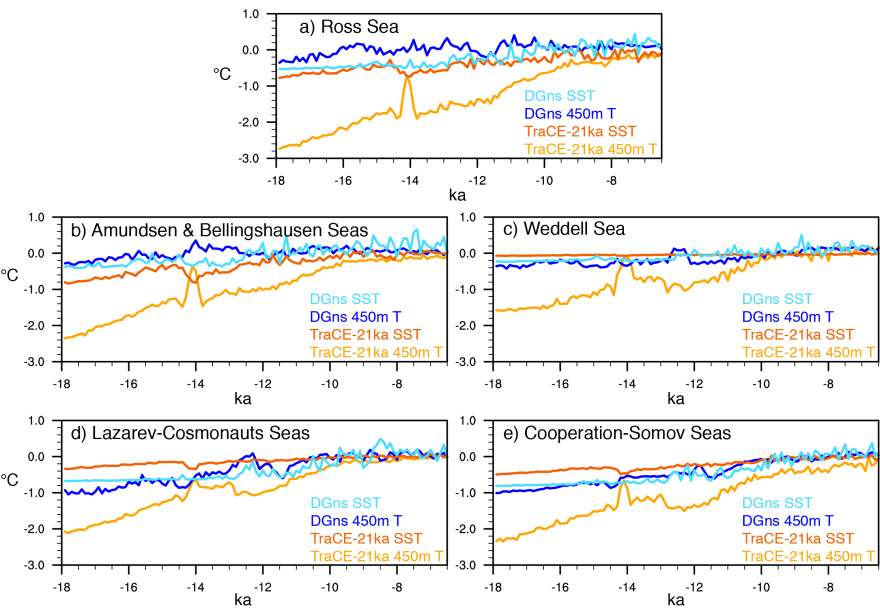 a) Ross Sea
1.0
0.0
°C
-1.0
-2.0
-3.0
DGns SST
DGns 450m T
TraCE-21ka SST
TraCE-21ka 450m T
-18 -16 -14 -12 -10 -8
ka
b) Amundsen & Bellingshausen Seas
1.0
0.0
°C
-1.0
-2.0
-3.0
DGns SST
DGns 450m T
TraCE-21ka SST
TraCE-21ka 450m T
-18 -16 -14 -12 -10 -8
ka
c) Weddell Sea
1.0
0.0
-1.0
-2.0
-3.0
DGns SST
DGns 450m T
TraCE-21ka SST
TraCE-21ka 450m T
-18 -16 -14 -12 -10 -8
ka
d) Lazarev-Cosmonauts Seas
1.0
0.0
°C
-1.0
-2.0
-3.0
DGns SST
DGns 450m T
TraCE-21ka SST
TraCE-21ka 450m T
-18 -16 -14 -12 -10 -8
ka
e) Cooperation-Somov Seas
1.0
0.0
-1.0
-2.0
-3.0
DGns SST
DGns 450m T
TraCE-21ka SST
TraCE-21ka 450m T
-18 -16 -14 -12 -10 -8
ka